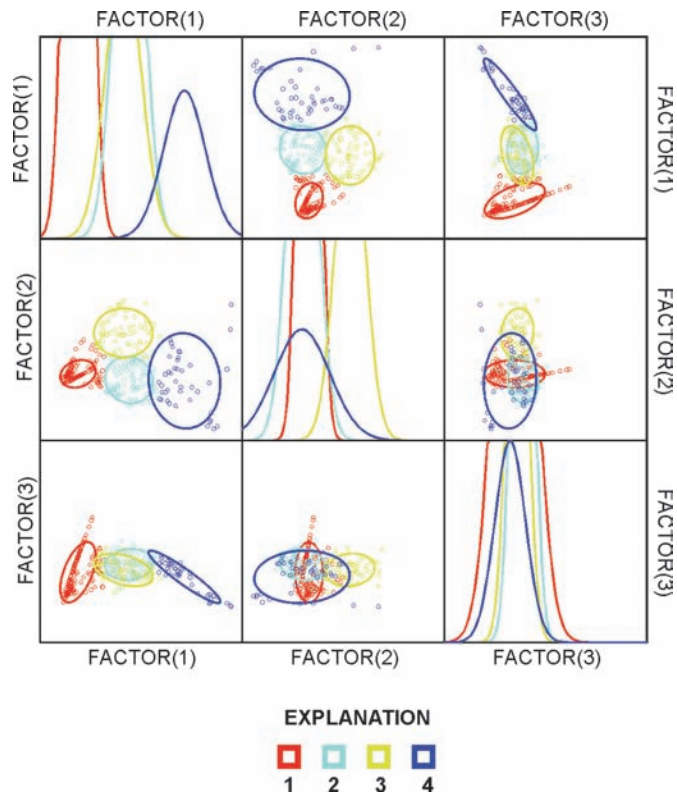 FACTOR(1) FACTOR(2) FACTOR(3)
FACTOR(1)
FACTOR(1)
FACTOR(2)
FACTOR(2)
FACTOR(3)
FACTOR(3)
FACTOR(1) FACTOR(2) FACTOR(3)
EXPLANATION
1 2 3 4